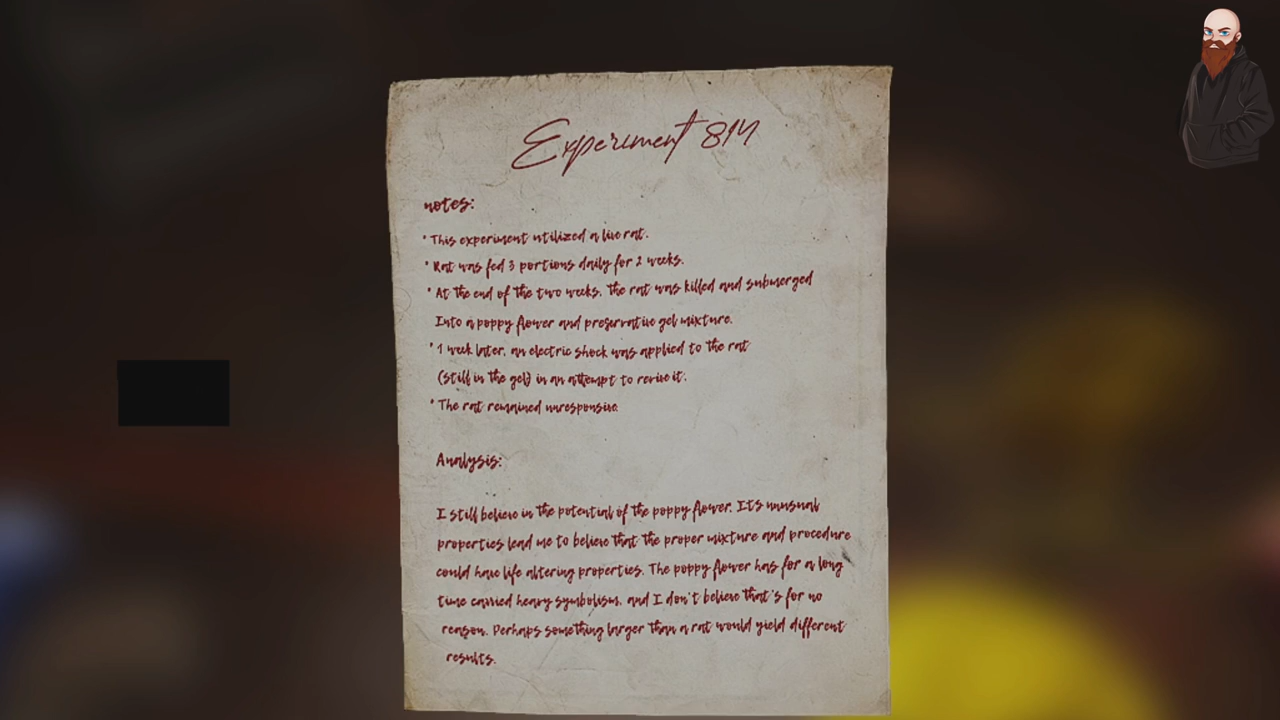 Experiment 814
notes:
* This experiment utilized a live rat.
* Rat was fed 3 portions daily for 2 weeks.
* At the end of the two weeks, the rat was killed and submerged
Into a poppy flower and preservative gel mixture.
* 1 week later, an electric shock was applied to the rat
(still in the gel) in an attempt to revive it.
* The rat remained unresponsive.
Analysis:
I still believe in the potential of the poppy flower. Its unusual
properties lead me to believe that the proper mixture and procedure
could have life altering properties. The poppy flower has for a long
time carried heavy symbolism, and I don't believe that's for no
reason. Perhaps something larger than a rat would yield different
results.